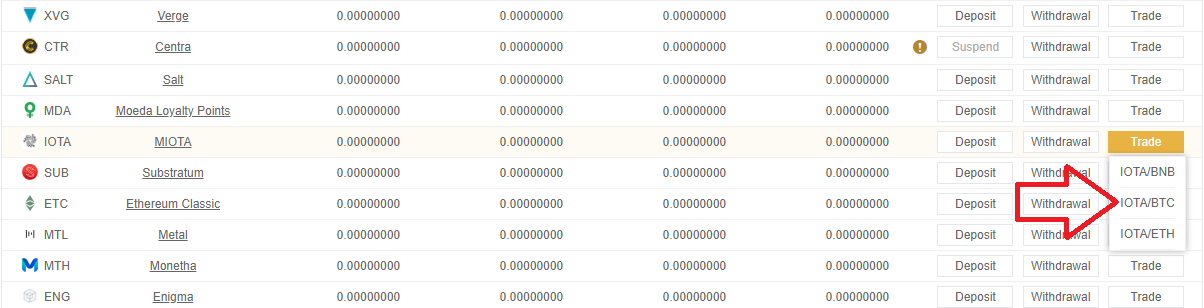 XVG Verge 0.00000000 0.00000000 0.00000000 0.00000000 Deposit Withdrawal Trade
CTR Centra 0.00000000 0.00000000 0.00000000 0.00000000 ! Suspend Withdrawal Trade
SALT Salt 0.00000000 0.00000000 0.00000000 0.00000000 Deposit Withdrawal Trade
MDA Moeda Loyalty Points 0.00000000 0.00000000 0.00000000 0.00000000 Deposit Withdrawal Trade
IOTA MIOTA 0.00000000 0.00000000 0.00000000 0.00000000 Deposit Withdrawal Trade
SUB Substratum 0.00000000 0.00000000 0.00000000 0.00000000 Deposit Withdrawal IOTA/BNB
ETC Ethereum Classic 0.00000000 0.00000000 0.00000000 0.00000000 Deposit Withdrawal IOTA/BTC
MTL Metal 0.00000000 0.00000000 0.00000000 0.00000000 Deposit Withdrawal IOTA/ETH
MTH Monetha 0.00000000 0.00000000 0.00000000 0.00000000 Deposit Withdrawal Trade
ENG Enigma 0.00000000 0.00000000 0.00000000 0.00000000 Deposit Withdrawal Trade